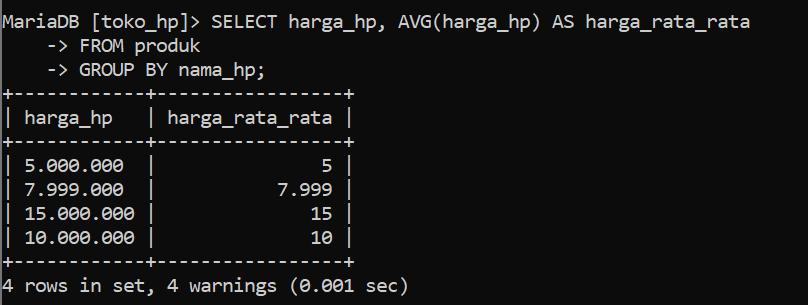 MariaDB [toko_hp]> SELECT harga_hp, AVG(harga_hp) AS harga_rata_rata
    -> FROM produk
    -> GROUP BY nama_hp;
+------------+-----------------+
| harga_hp   | harga_rata_rata |
+------------+-----------------+
| 5.000.000  |               5 |
| 7.999.000  |           7.999 |
| 15.000.000 |              15 |
| 10.000.000 |              10 |
+------------+-----------------+
4 rows in set, 4 warnings (0.001 sec)